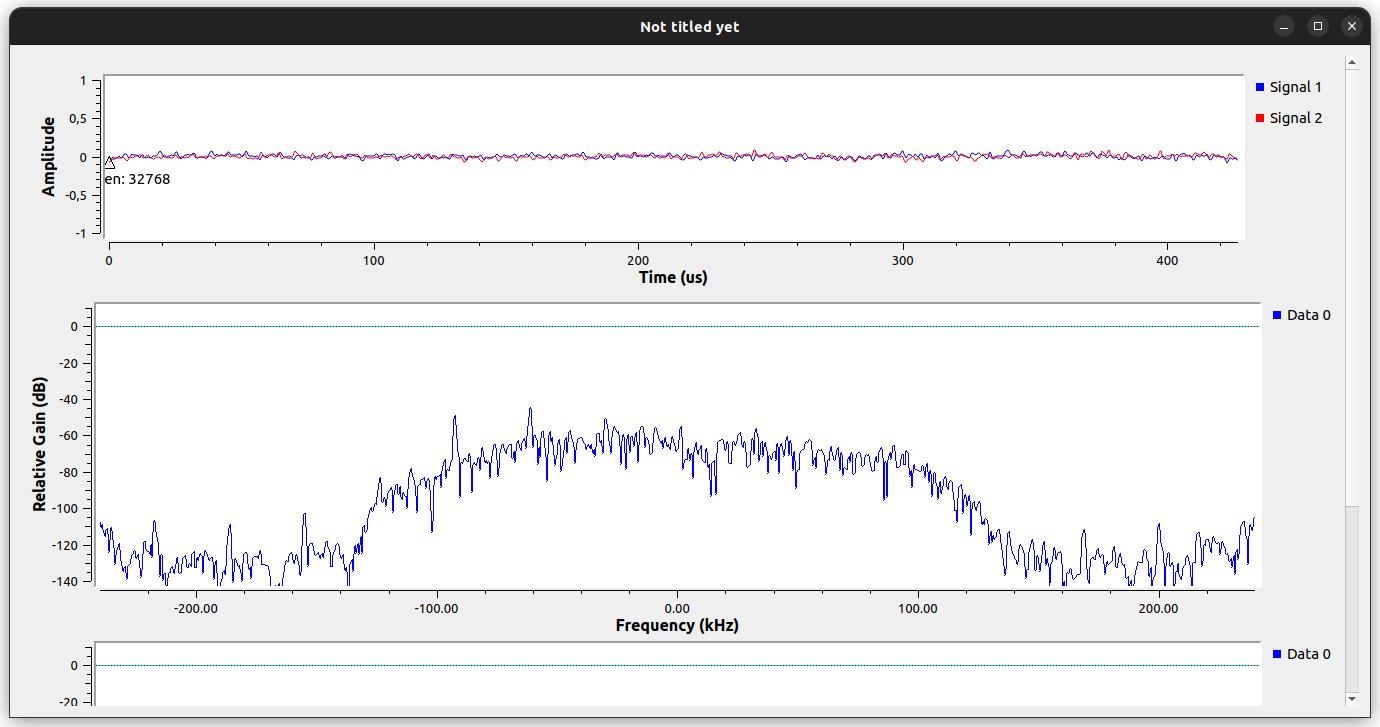 Not titled yet
Amplitude
1
0,5
0
-0,5
-1
en: 32768
Signal 1
Signal 2
0 100 200 300 400
Time (us)
Relative Gain (dB)
0
-20
-40
-60
-80
-100
-120
-140
Data 0
-200.00 -100.00 0.00 100.00 200.00
Frequency (kHz)
0
-20
Data 0